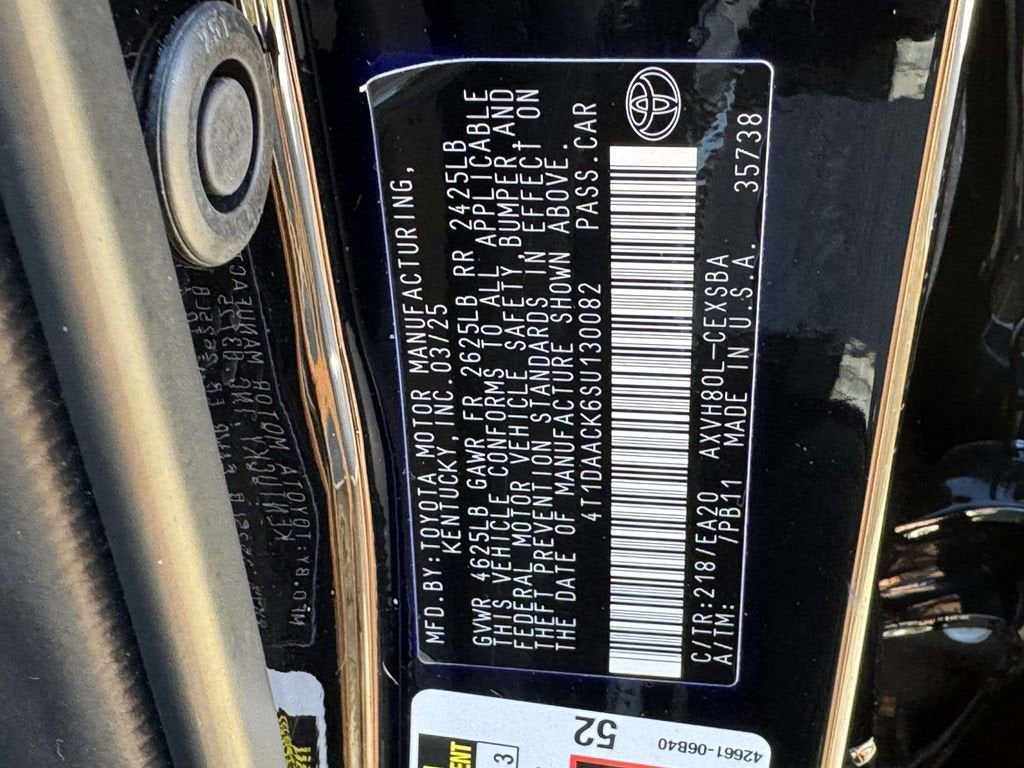 MFD.BY:TOYOTA MOTOR MANUFACTURING,
KENTUCKY, INC. 03/25
GVWR 4625LB GAWR FR 2625LB RR 2425LB
THIS VEHICLE CONFORMS TO ALL APPLICABLE
FEDERAL MOTOR VEHICLE SAFETY, BUMPER, AND
THEFT PREVENTION STANDARDS IN EFFECT ON
THE DATE OF MANUFACTURE SHOWN ABOVE.
4T1DAACK6SU130082 PASS.CAR
C/TR:218/EA20 AXVH80L-CEXSBA
A/TM: /PB11 MADE IN U.S.A. 35738
52
42661-06B40
3